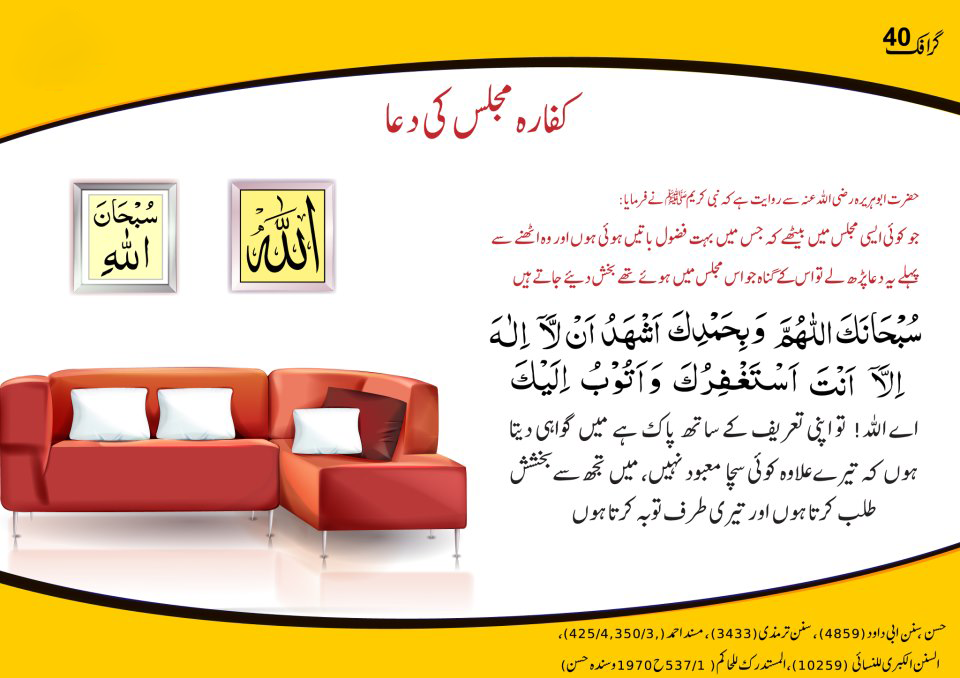 گرافک 40
کفارہ مجلس کی دعا
سُبْحَانَ
اللّٰهِ
اللّٰه
حضرت ابوہریرہ رضی اللہ عنہ سے روایت ہے کہ نبی کریم ﷺ نے فرمایا:
جو کوئی ایسی مجلس میں بیٹھے کہ جس میں بہت فضول باتیں ہوئی ہوں اور وہ اٹھنے سے
پہلے یہ دعا پڑھ لے تو اس کے گناہ جو اس مجلس میں ہوئے تھے بخش دیئے جاتے ہیں
سُبْحَانَكَ اللّٰهُمَّ وَبِحَمْدِكَ اَشْهَدُ اَنْ لَّآ اِلٰهَ
اِلَّآ اَنْتَ اَسْتَغْفِرُكَ وَاَتُوْبُ اِلَيْكَ
اے اللہ! تو اپنی تعریف کے ساتھ پاک ہے میں گواہی دیتا
ہوں کہ تیرے علاوہ کوئی سچا معبود نہیں، میں تجھ سے بخشش
طلب کرتا ہوں اور تیری طرف توبہ کرتا ہوں
حسن، سنن ابی داود (4859)، سنن ترمذی (3433)، مسند احمد (425/4,350/3,)،
السنن الکبری للنسائی (10259)، المستدرک للحاکم (537/1 ح 1970 وسندہ حسن)